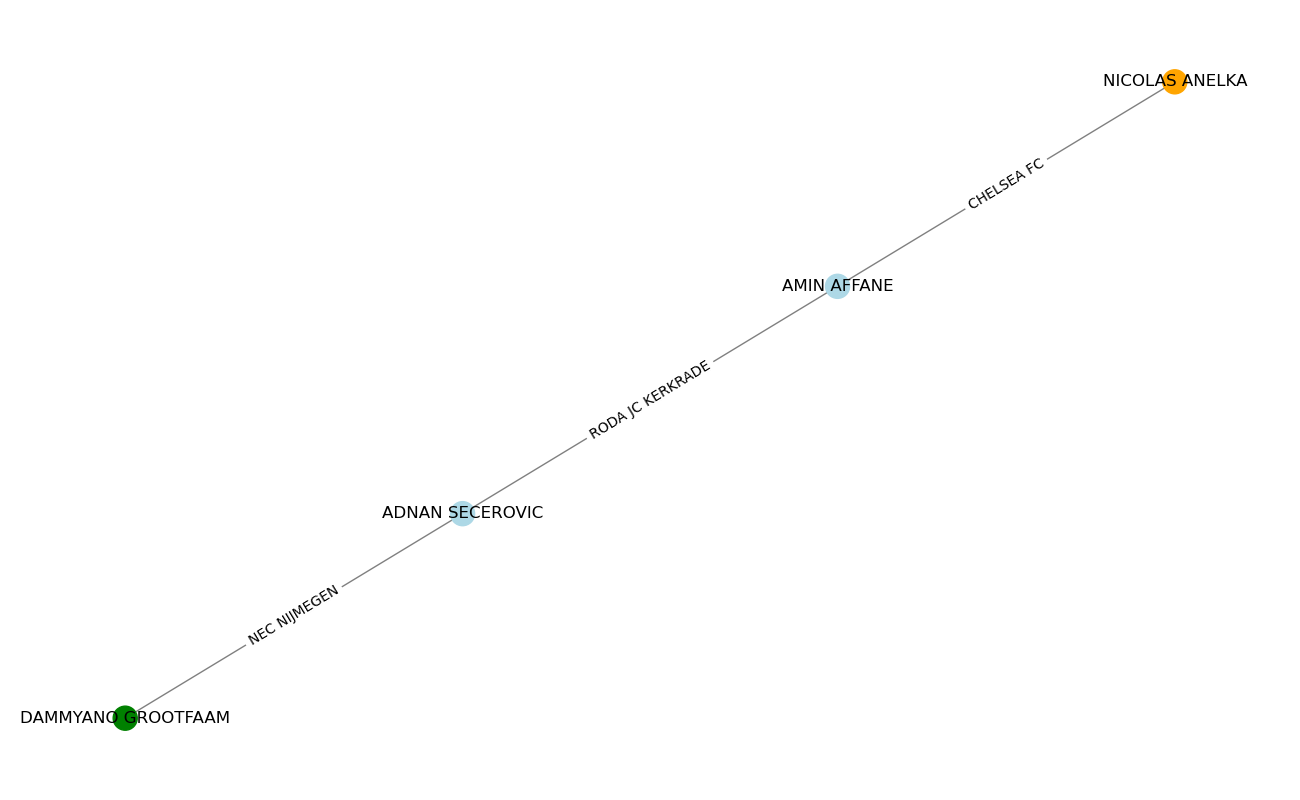 NICOLAS ANELKA
CHELSEA FC
AMIN AFFANE
RODA JC KERKRADE
ADNAN SECEROVIC
NEC NIJMEGEN
DAMMYANO GROOTFAAM